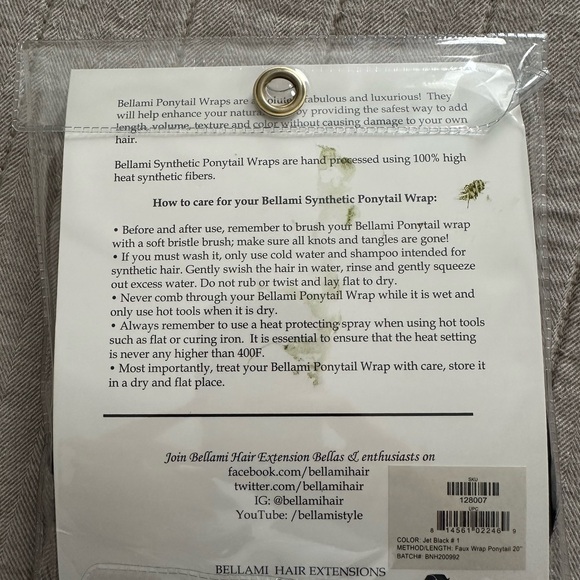 Bellami Ponytail Wraps are absolutely fabulous and luxurious! They
will help enhance your natural by providing the safest way to add
length, volume, texture and color without causing damage to your own
hair.
Bellami Synthetic Ponytail Wraps are hand processed using 100% high
heat synthetic fibers.
How to care for your Bellami Synthetic Ponytail Wrap:
• Before and after use, remember to brush your Bellami Ponytail wrap
with a soft bristle brush; make sure all knots and tangles are gone!
• If you must wash it, only use cold water and shampoo intended for
synthetic hair. Gently swish the hair in water, rinse and gently squeeze
out excess water. Do not rub or twist and lay flat to dry.
• Never comb through your Bellami Ponytail Wrap while it is wet and
only use hot tools when it is dry.
• Always remember to use a heat protecting spray when using hot tools
such as flat or curing iron. It is essential to ensure that the heat setting
is never any higher than 400F.
• Most importantly, treat your Bellami Ponytail Wrap with care, store it
in a dry and flat place.
Join Bellami Hair Extension Bellas & enthusiasts on
facebook.com/bellamihair
twitter.com/bellamihair
IG: @bellamihair
YouTube: /bellamistyle
SKU
128007
UPC
8 14561 02246 9
COLOR: Jet Black # 1
METHOD/LENGTH: Faux Wrap Ponytail 20"
BATCH#: BNH200992
BELLAMI HAIR EXTENSIONS